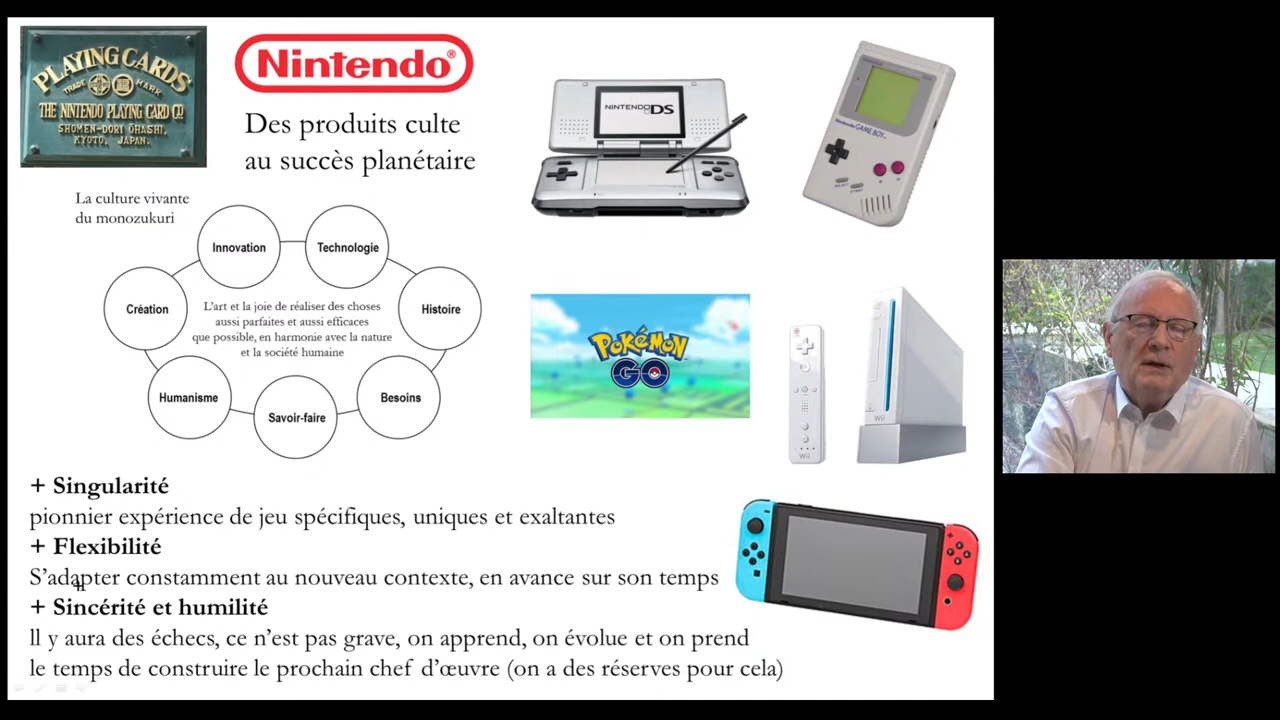 PLAYING CARDS
TRADE MARK
THE NINTENDO PLAYING CARD Cº
SHOMEN-DORI OHASHI,
KYOTO, JAPAN.
Nintendo®
Des produits culte
au succès planétaire
NINTENDO DS
Nintendo GAME BOY
La culture vivante
du monozukuri
Innovation
Technologie
Création
Histoire
L'art et la joie de réaliser des choses
aussi parfaites et aussi efficaces
que possible, en harmonie avec la nature
et la société humaine
Humanisme
Savoir-faire
Besoins
POKéMON
GO
Wii
Wii
+ Singularité
pionnier expérience de jeu spécifiques, uniques et exaltantes
+ Flexibilité
S'adapter constamment au nouveau contexte, en avance sur son temps
+ Sincérité et humilité
Il y aura des échecs, ce n'est pas grave, on apprend, on évolue et on prend
le temps de construire le prochain chef d'œuvre (on a des réserves pour cela)